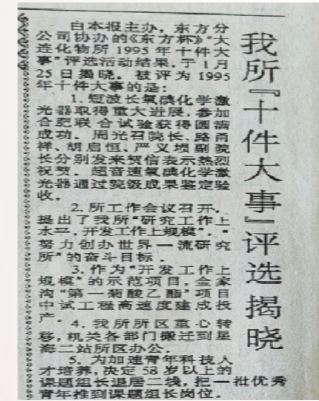 我所『十件大事』评选揭晓
自本报主办，东方分
公司协办的《东方杯》“大
连化物所1995年十件大
事”评选活动结果，于1月
25日揭晓。被评为1995
年十件大事的是：
1.短波长氧碘化学激
光器取得重大进展，参加
合肥联合试验获得圆满
成功。周光召院长、路甬
祥、胡启恒、严义埙副院
长分别发来贺信表示热烈
祝贺。超音速氧碘化学激
光器通过院级成果鉴定验
收。
2.所工作会议召开，
提出了我所“研究工作上
水平，开发工作上规模”，“
努力创办世界一流研究
所”的奋斗目标。
3.作为“开发工作上
规模”的示范项目，金家
沟“第一菊酸乙酯”项目
中试工程高速度建成投
产。
4.我所所区重心转
移，机关各部门搬迁到星
海二站所区办公。
5.为加速青年科技人
才培养，决定58岁以上的
课题组长退居二线，把一批优秀
青年推到课题组长岗位。